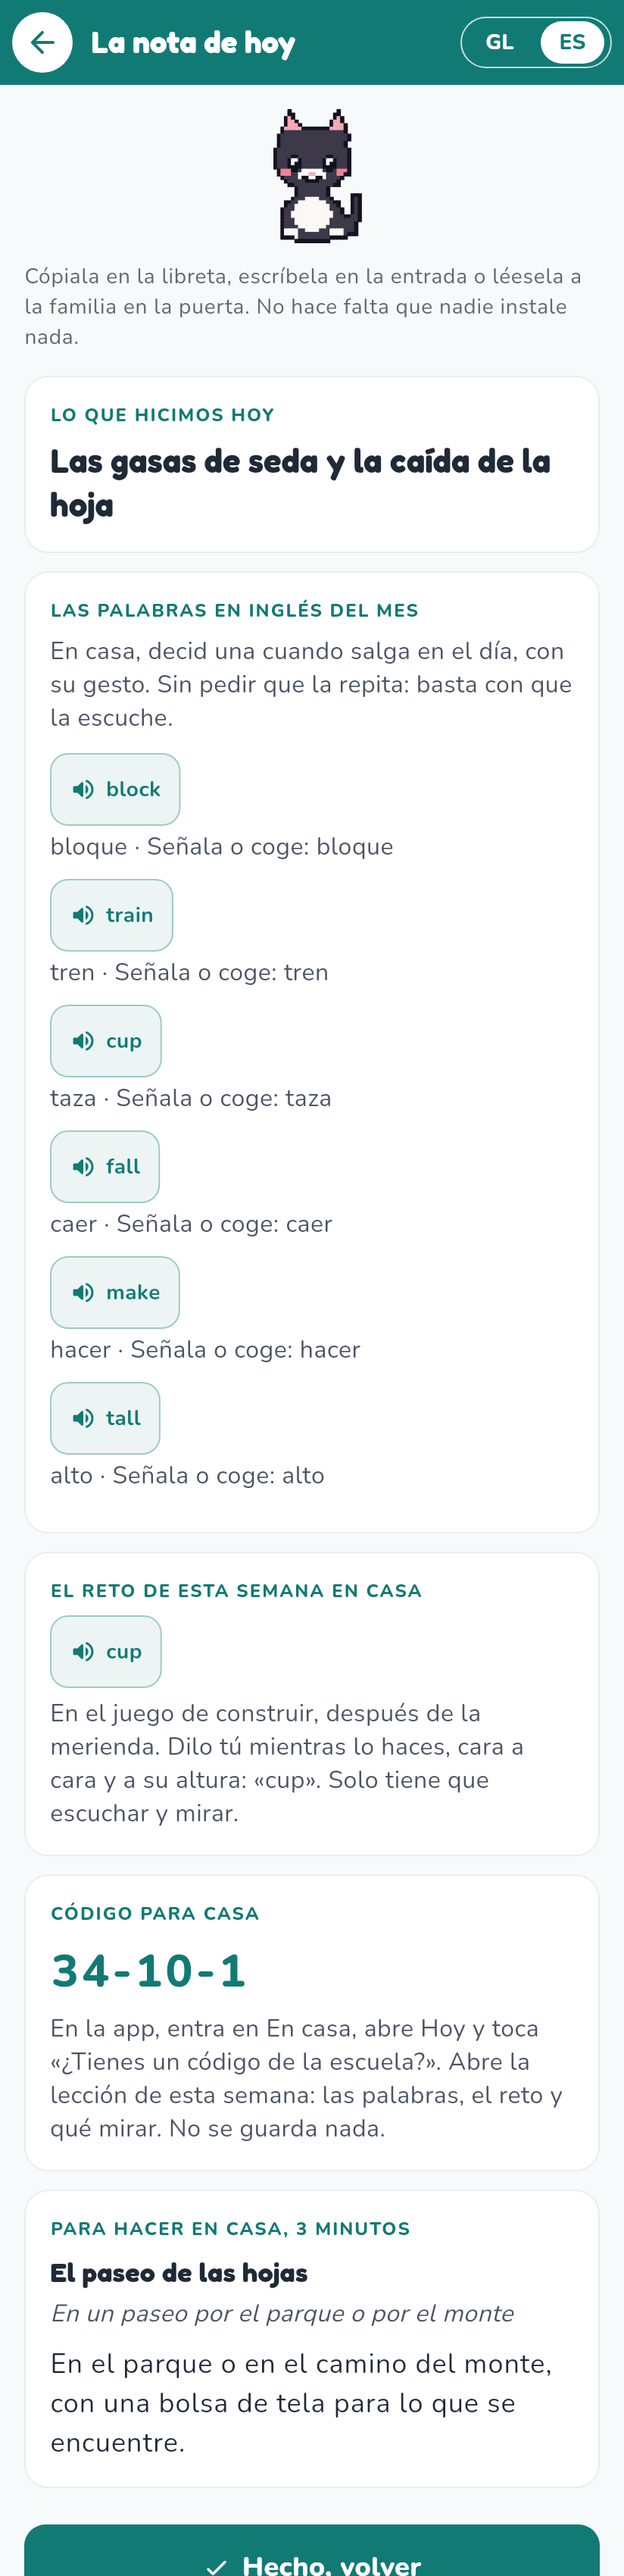 La nota de hoy
GL ES
Cópiala en la libreta, escríbela en la entrada o léesela a
la familia en la puerta. No hace falta que nadie instale
nada.
LO QUE HICIMOS HOY
Las gasas de seda y la caída de la
hoja
LAS PALABRAS EN INGLÉS DEL MES
En casa, decid una cuando salga en el día, con
su gesto. Sin pedir que la repita: basta con que
la escuche.
block
bloque · Señala o coge: bloque
train
tren · Señala o coge: tren
cup
taza · Señala o coge: taza
fall
caer · Señala o coge: caer
make
hacer · Señala o coge: hacer
tall
alto · Señala o coge: alto
EL RETO DE ESTA SEMANA EN CASA
cup
En el juego de construir, después de la
merienda. Dilo tú mientras lo haces, cara a
cara y a su altura: «cup». Solo tiene que
escuchar y mirar.
CÓDIGO PARA CASA
34-10-1
En la app, entra en En casa, abre Hoy y toca
«¿Tienes un código de la escuela?». Abre la
lección de esta semana: las palabras, el reto y
qué mirar. No se guarda nada.
PARA HACER EN CASA, 3 MINUTOS
El paseo de las hojas
En un paseo por el parque o por el monte
En el parque o en el camino del monte,
con una bolsa de tela para lo que se
encuentre.
Hecho, volver